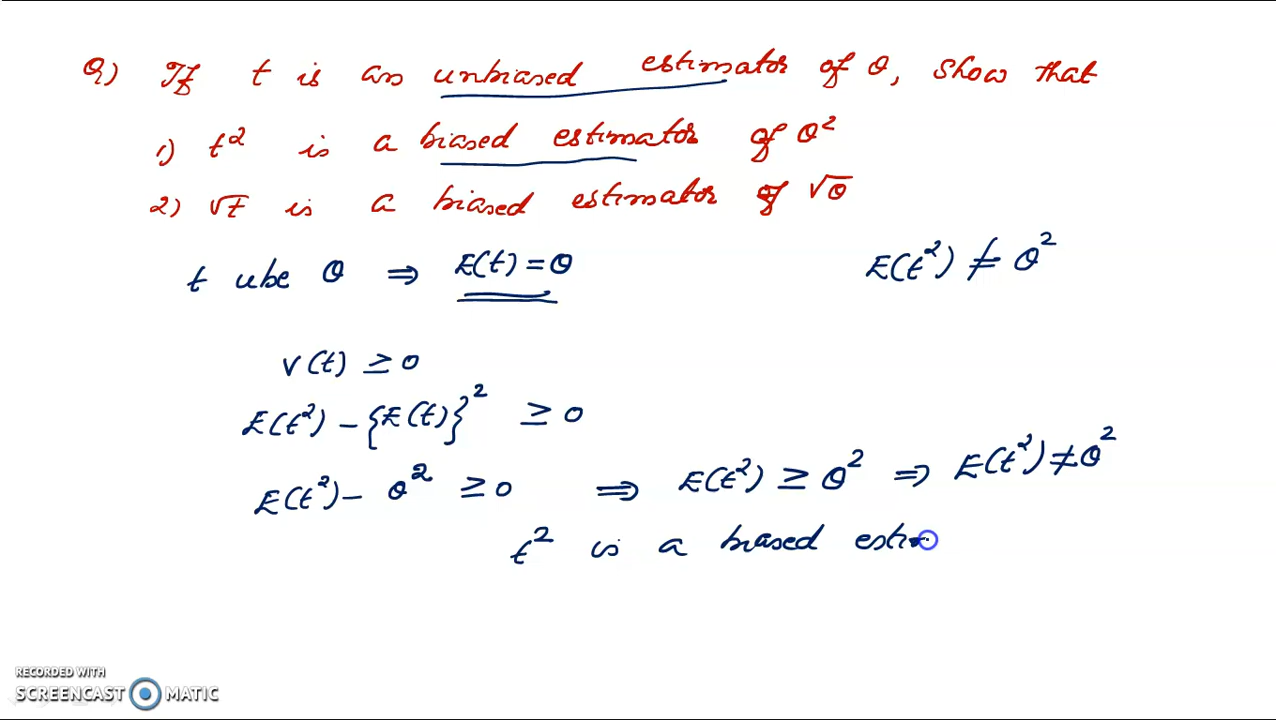 Q) If t is an unbiased estimator of θ, show that
1) t² is a biased estimator of θ²
2) √t is a biased estimator of √θ
t ube θ ⇒ E(t) = θ
E(t²) ≠ θ²
V(t) ≥ 0
E(t²) – {E(t)}² ≥ 0
E(t²) – θ² ≥ 0 ⇒ E(t²) ≥ θ² ⇒ E(t²) ≠ θ²
t² is a biased estim
RECORDED WITH
SCREENCAST MATIC